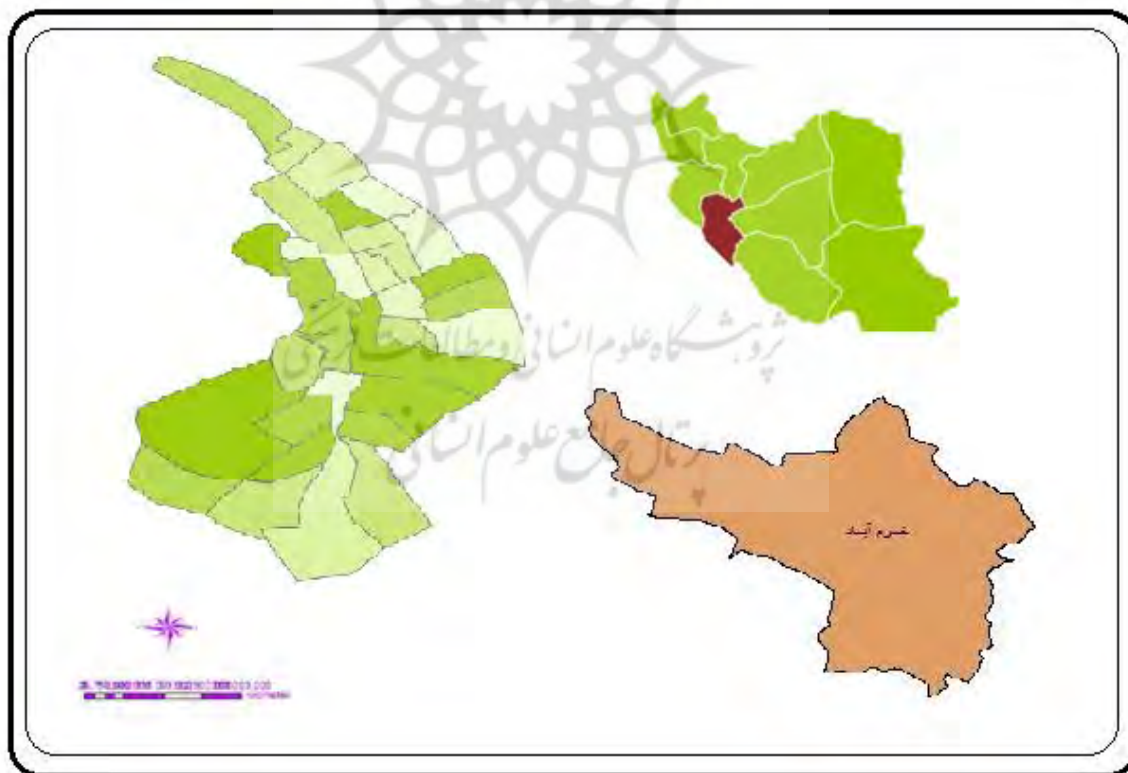 پژوهشگاه علوم انسانی و مطالعات فرهنگی
پرتال جامع علوم انسانی
خرم آباد